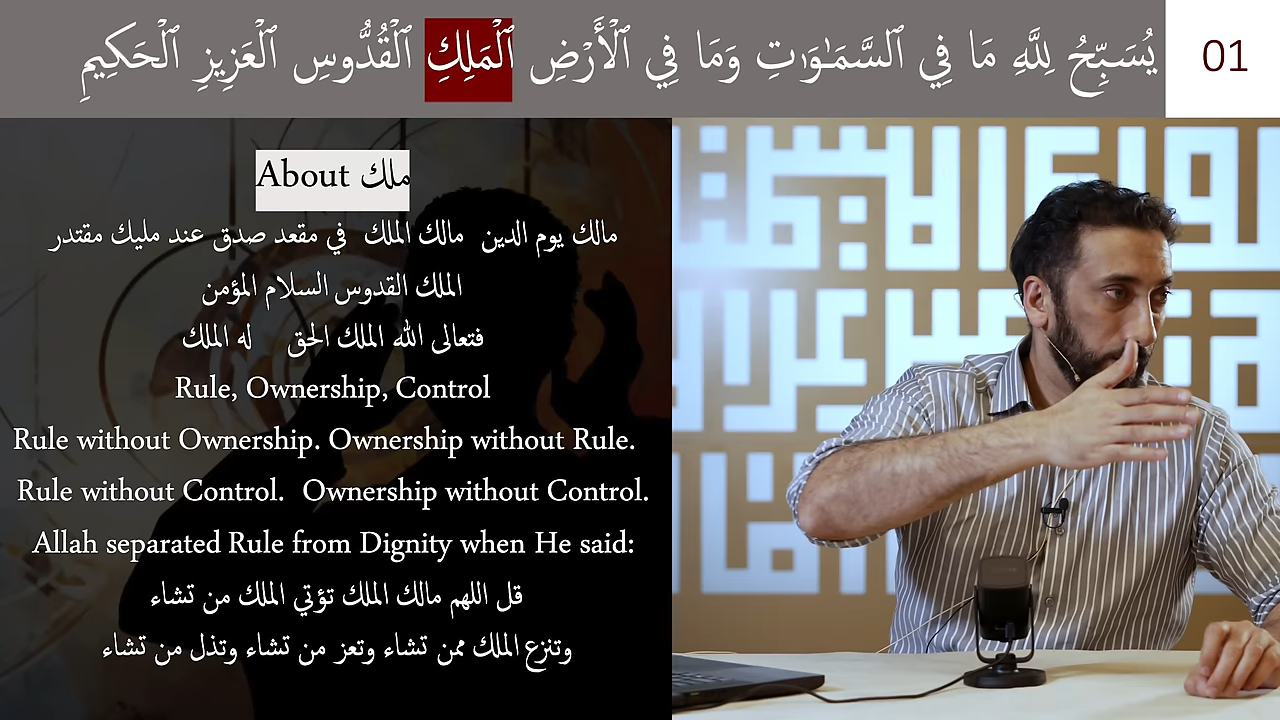 يُسَبِّحُ لِلَّهِ مَا فِي ٱلسَّمَـٰوَٰتِ وَمَا فِي ٱلْأَرْضِ ٱلْمَلِكِ ٱلْقُدُّوسِ ٱلْعَزِيزِ ٱلْحَكِيمِ 01
About ملك
مالك يوم الدين مالك الملك في مقعد صدق عند مليك مقتدر
الملك القدوس السلام المؤمن
فتعالى الله الملك الحق له الملك
Rule, Ownership, Control
Rule without Ownership. Ownership without Rule.
Rule without Control. Ownership without Control.
Allah separated Rule from Dignity when He said:
قل اللهم مالك الملك تؤتي الملك من تشاء
وتنزع الملك ممن تشاء وتعز من تشاء وتذل من تشاء